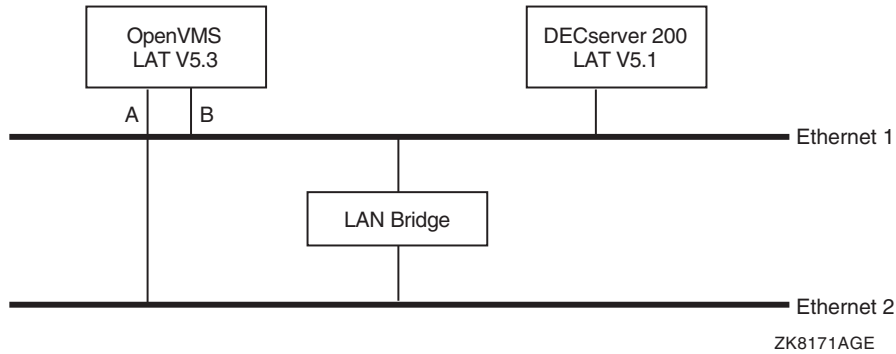 OpenVMS
LAT V5.3
DECserver 200
LAT V5.1
A
B
Ethernet 1
LAN Bridge
Ethernet 2
ZK8171AGE